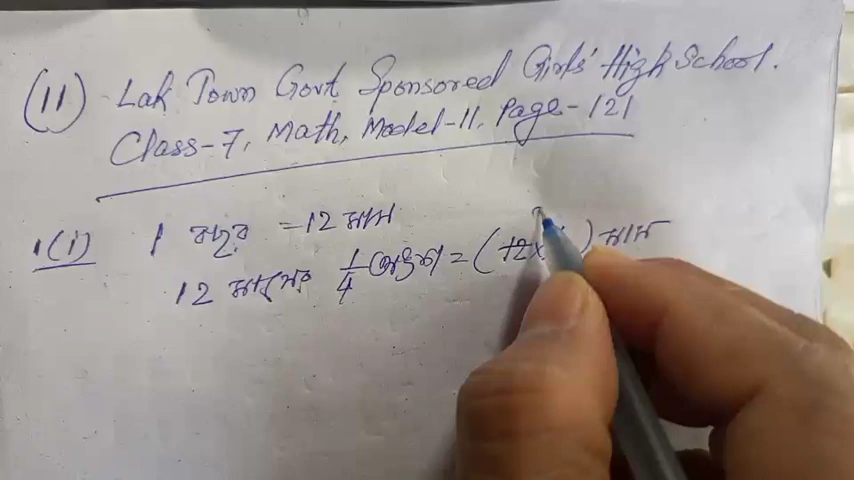 (11) Lak Town Govt Sponsored Girls' High School.
Class-7, Math, Model-11, Page-121
1(i) 1 বছর =12 মাস
12 মাসের 1/4 অংশ = (12× ) মাস